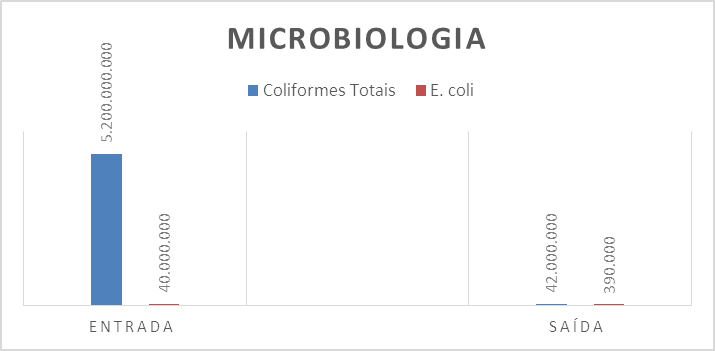 MICROBIOLOGIA
Coliformes Totais
E. coli
5.200.000.000
40.000.000
42.000.000
390.000
ENTRADA
SAÍDA